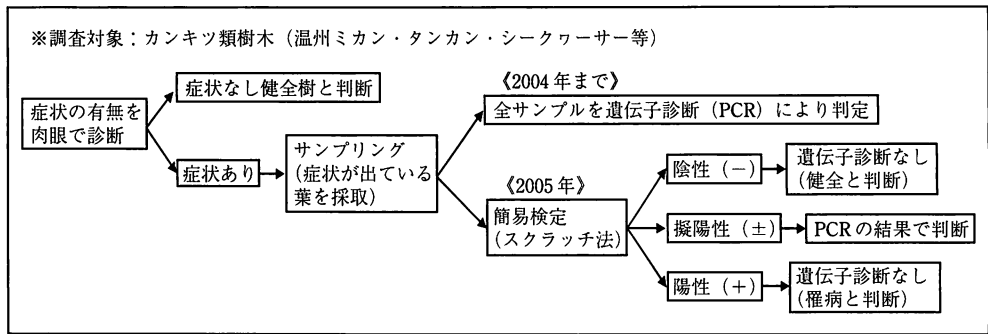 ※調査対象：カンキツ類樹木（温州ミカン・タンカン・シークヮーサー等）
症状の有無を
肉眼で診断
症状なし健全樹と判断
症状あり
サンプリング
（症状が出ている
葉を採取）
《2004年まで》
全サンプルを遺伝子診断（PCR）により判定
《2005年》
簡易検定
（スクラッチ法）
陰性（－）
遺伝子診断なし
（健全と判断）
擬陽性（±）
PCRの結果で判断
陽性（＋）
遺伝子診断なし
（罹病と判断）